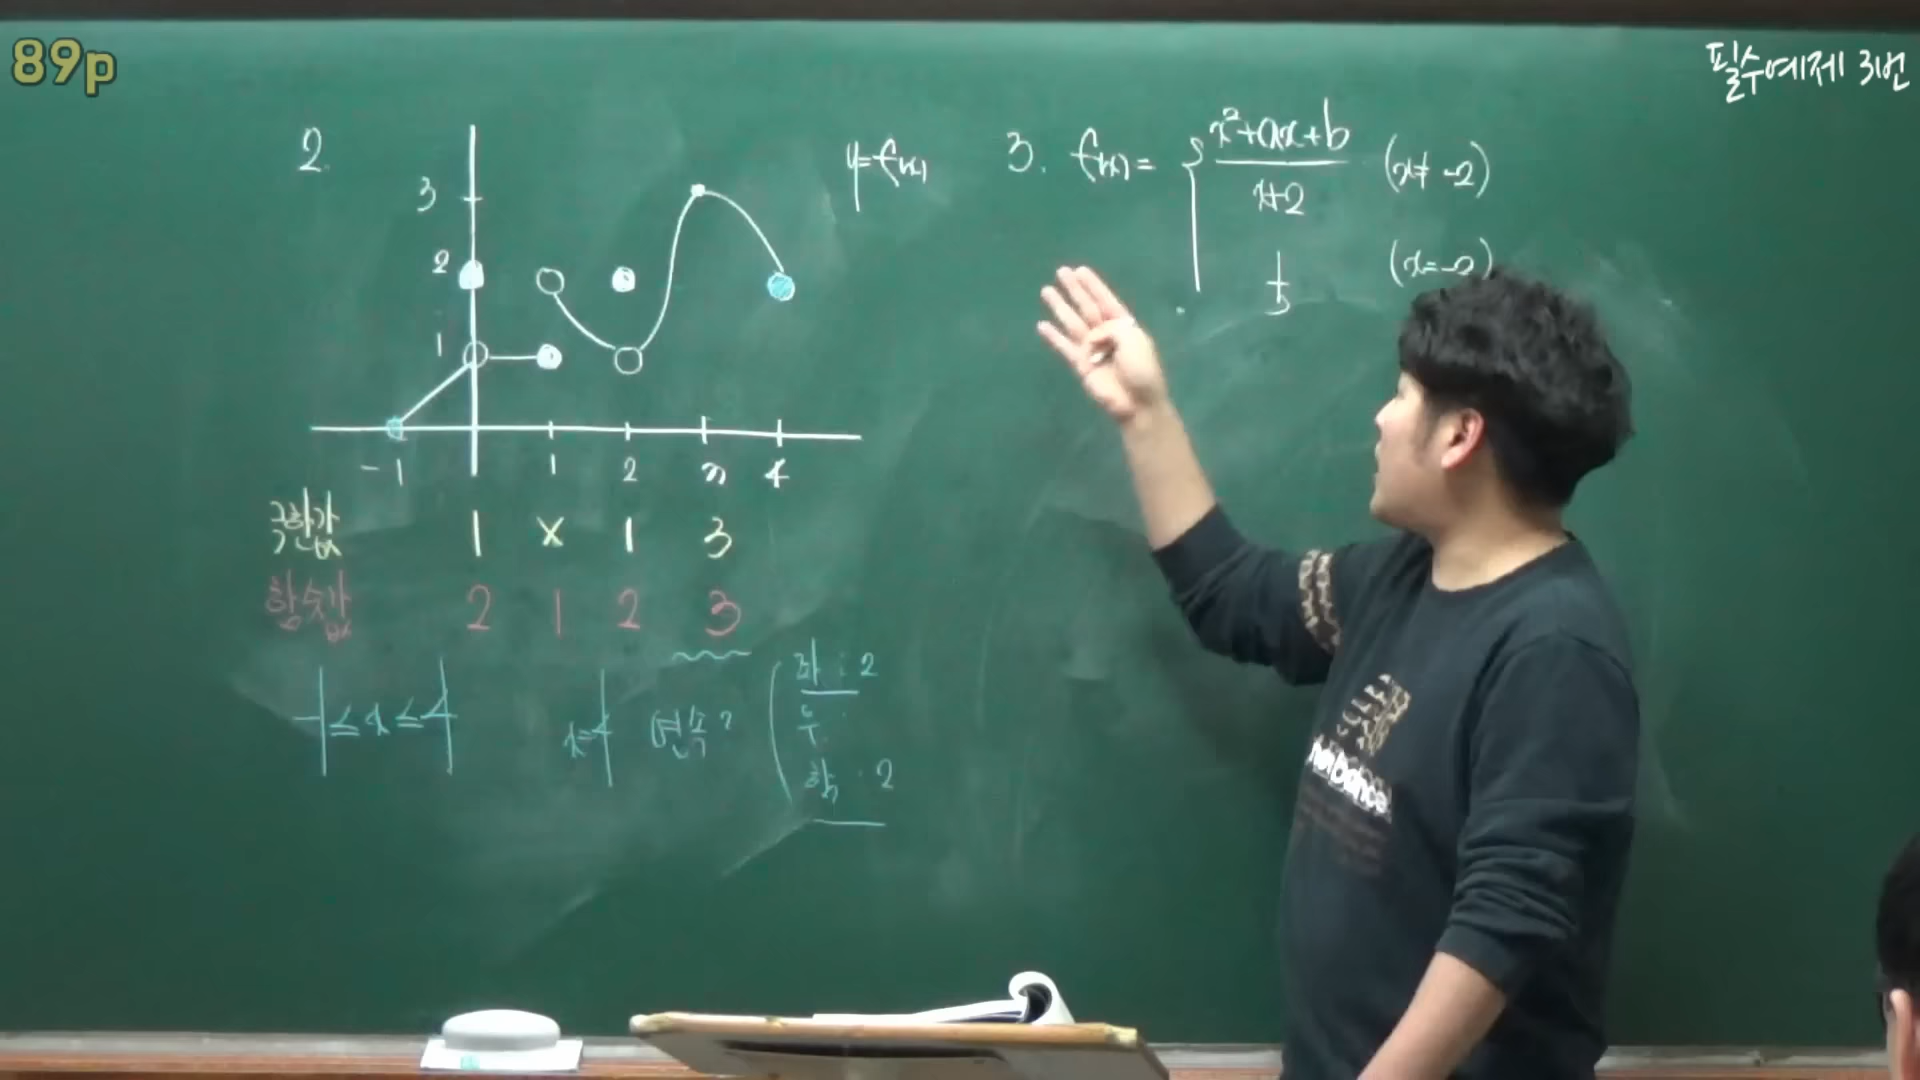 89p
필수예제 3번
2.
y=f(x)
3
2
1
-1 1 2 3 4
극한값 1 × 1 3
함숫값 2 1 2 3
-1≤x≤4
x=4 연속?
좌 : 2
우 :
함 : 2
3. f(x)= { x²+ax+b / x+2 (x≠-2)
(x=-2)